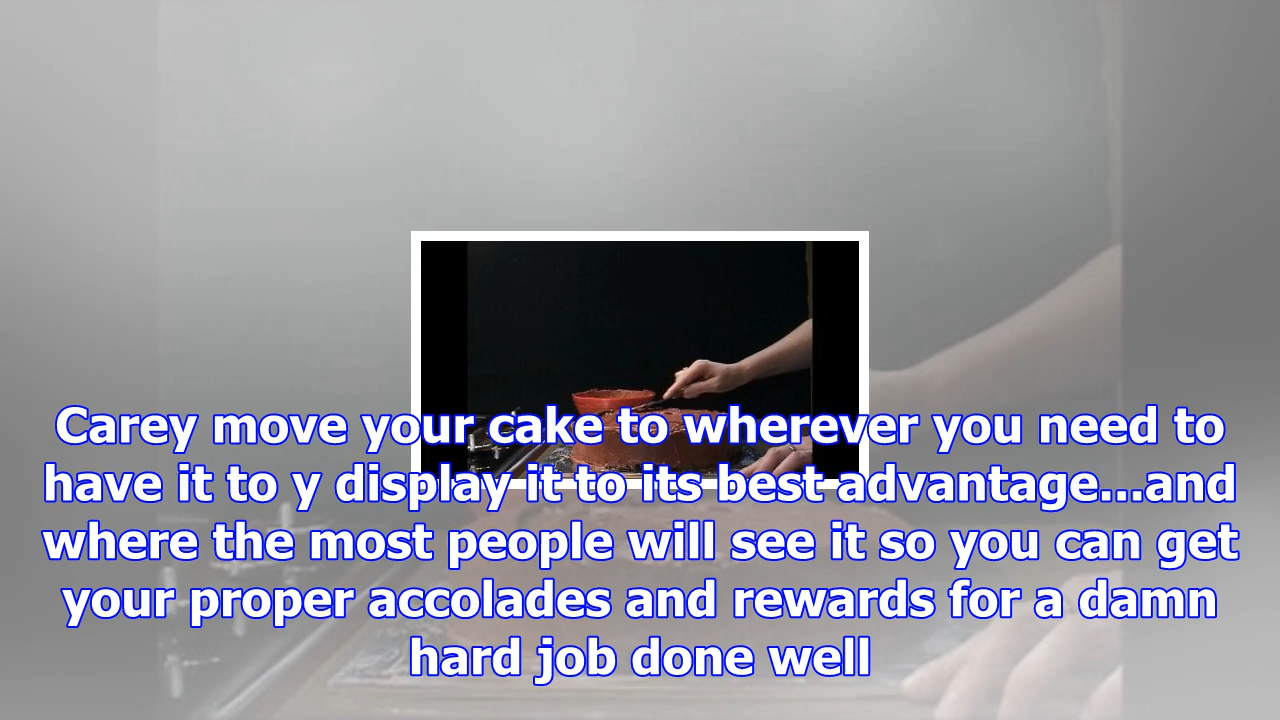 Carey move your cake to wherever you need to
have it to y display it to its best advantage...and
where the most people will see it so you can get
your proper accolades and rewards for a damn
hard job done well